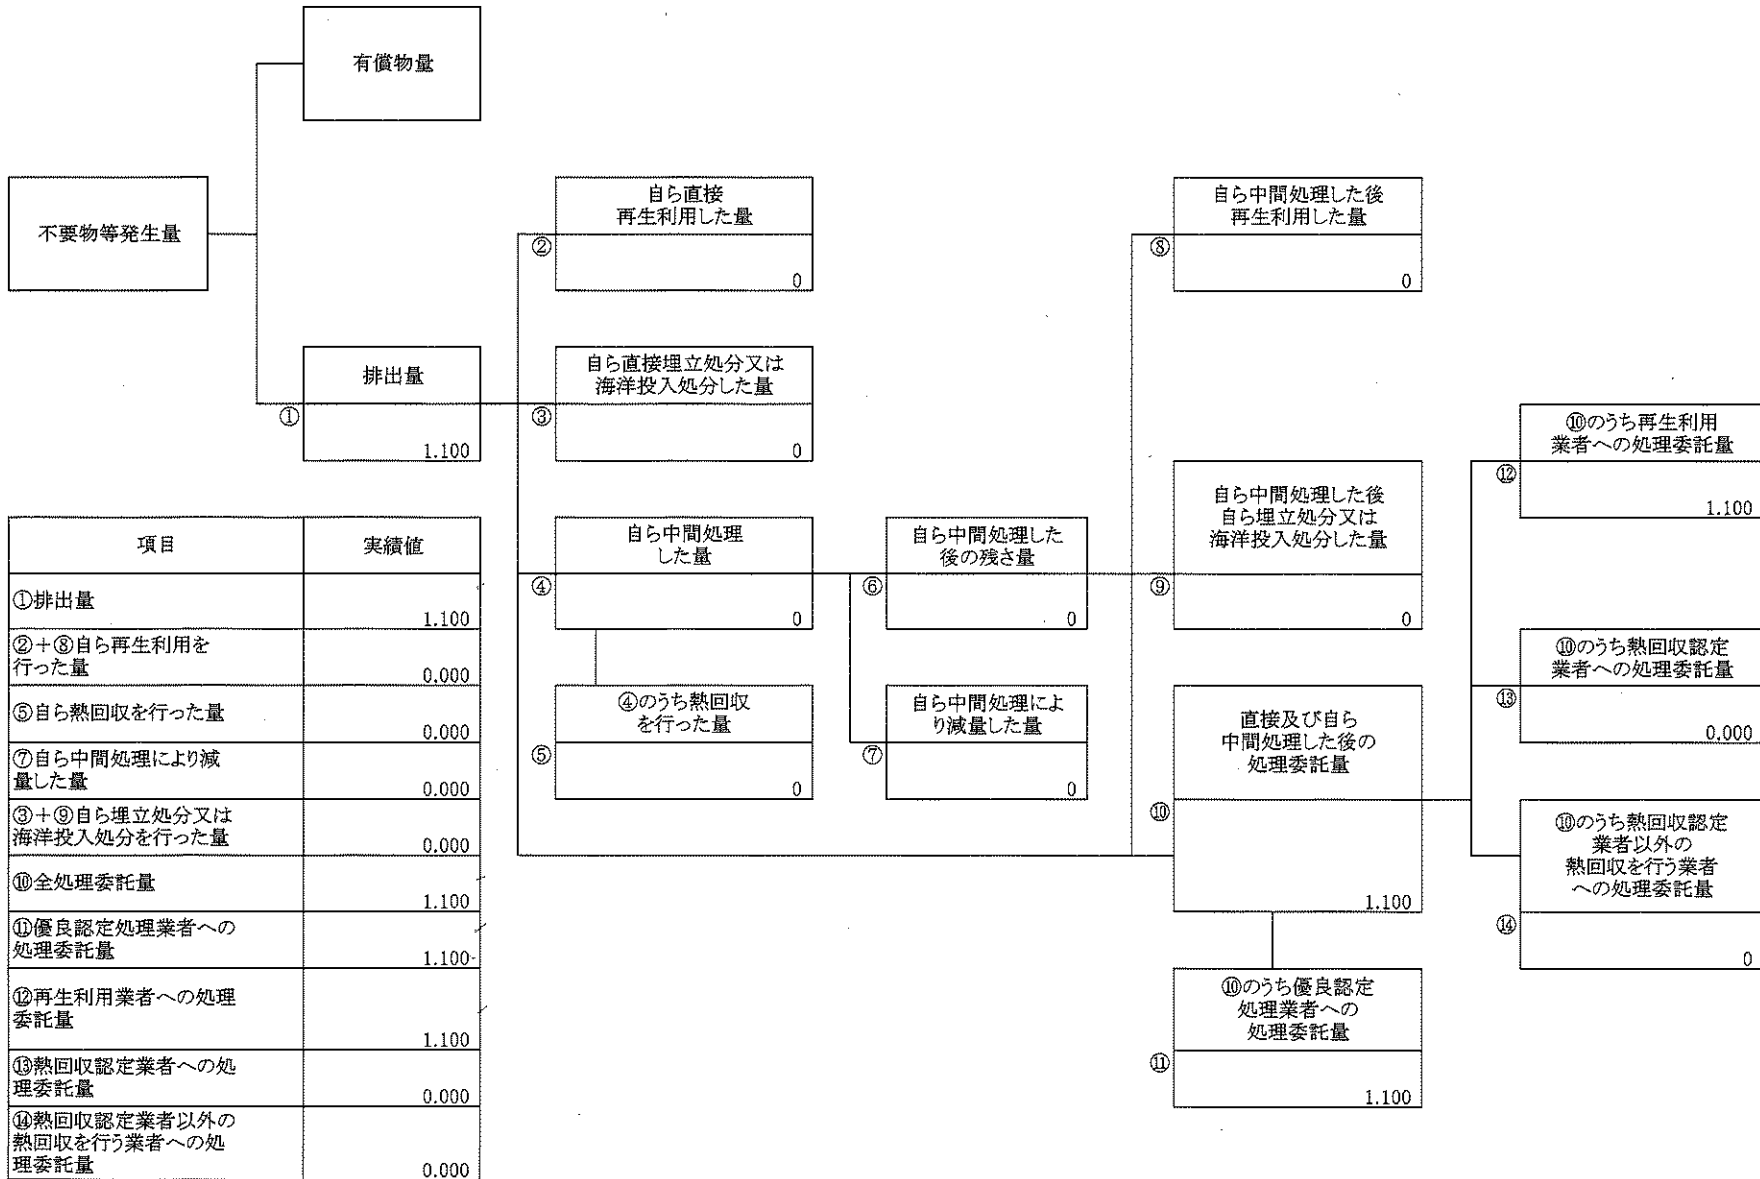 有償物量
不要物等発生量
排出量
①
1.100
自ら直接
再生利用した量
②
0
自ら直接埋立処分又は
海洋投入処分した量
③
0
自ら中間処理
した量
④
0
④のうち熱回収
を行った量
⑤
0
自ら中間処理した
後の残さ量
⑥
0
自ら中間処理によ
り減量した量
⑦
0
自ら中間処理した後
再生利用した量
⑧
0
自ら中間処理した後
自ら埋立処分又は
海洋投入処分した量
⑨
0
直接及び自ら
中間処理した後の
処理委託量
⑩
1.100
⑩のうち優良認定
処理業者への
処理委託量
⑪
1.100
⑩のうち再生利用
業者への処理委託量
⑫
1.100
⑩のうち熱回収認定
業者への処理委託量
⑬
0.000
⑩のうち熱回収認定
業者以外の
熱回収を行う業者
への処理委託量
⑭
0
項目 実績値
①排出量
1.100
②+⑧自ら再生利用を
行った量
0.000
⑤自ら熱回収を行った量
0.000
⑦自ら中間処理により減
量した量
0.000
③+⑨自ら埋立処分又は
海洋投入処分を行った量
0.000
⑩全処理委託量
1.100
⑪優良認定処理業者への
処理委託量
1.100
⑫再生利用業者への処理
委託量
1.100
⑬熱回収認定業者への処
理委託量
0.000
⑭熱回収認定業者以外の
熱回収を行う業者への処
理委託量
0.000